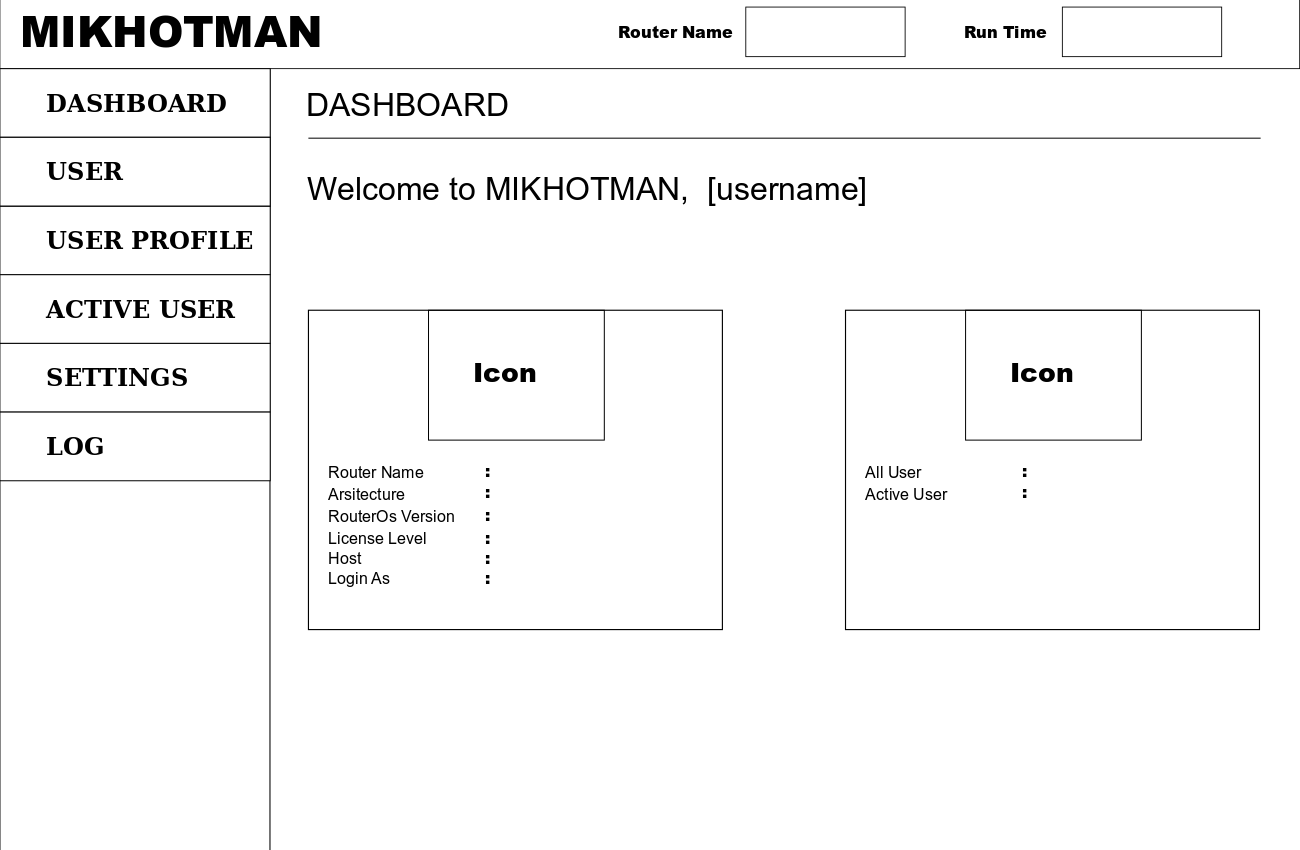 MIKHOTMAN
Router Name
Run Time
DASHBOARD
USER
USER PROFILE
ACTIVE USER
SETTINGS
LOG
DASHBOARD
Welcome to MIKHOTMAN, [username]
Icon
Router Name :
Arsitecture :
RouterOs Version :
License Level :
Host :
Login As :
Icon
All User :
Active User :